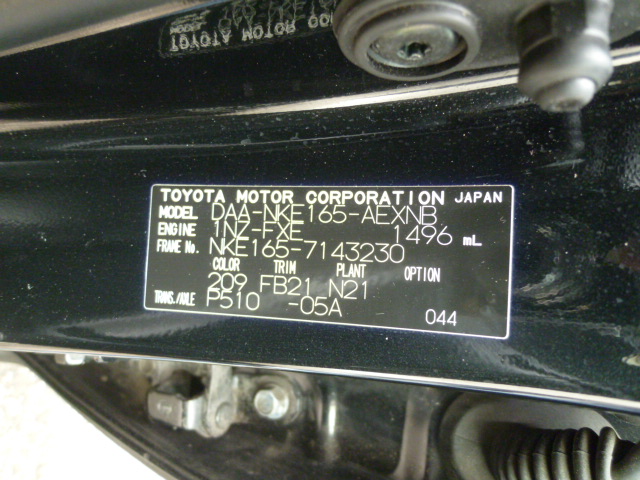 TOYOTA MOTOR CORPORATION JAPAN
MODEL DAA-NKE165-AEXNB
ENGINE 1NZ-FXE 1496 mL
FRAME No. NKE165-7143230
COLOR TRIM PLANT OPTION
209 FB21 N21
TRANS./AXLE P510 -05A
044